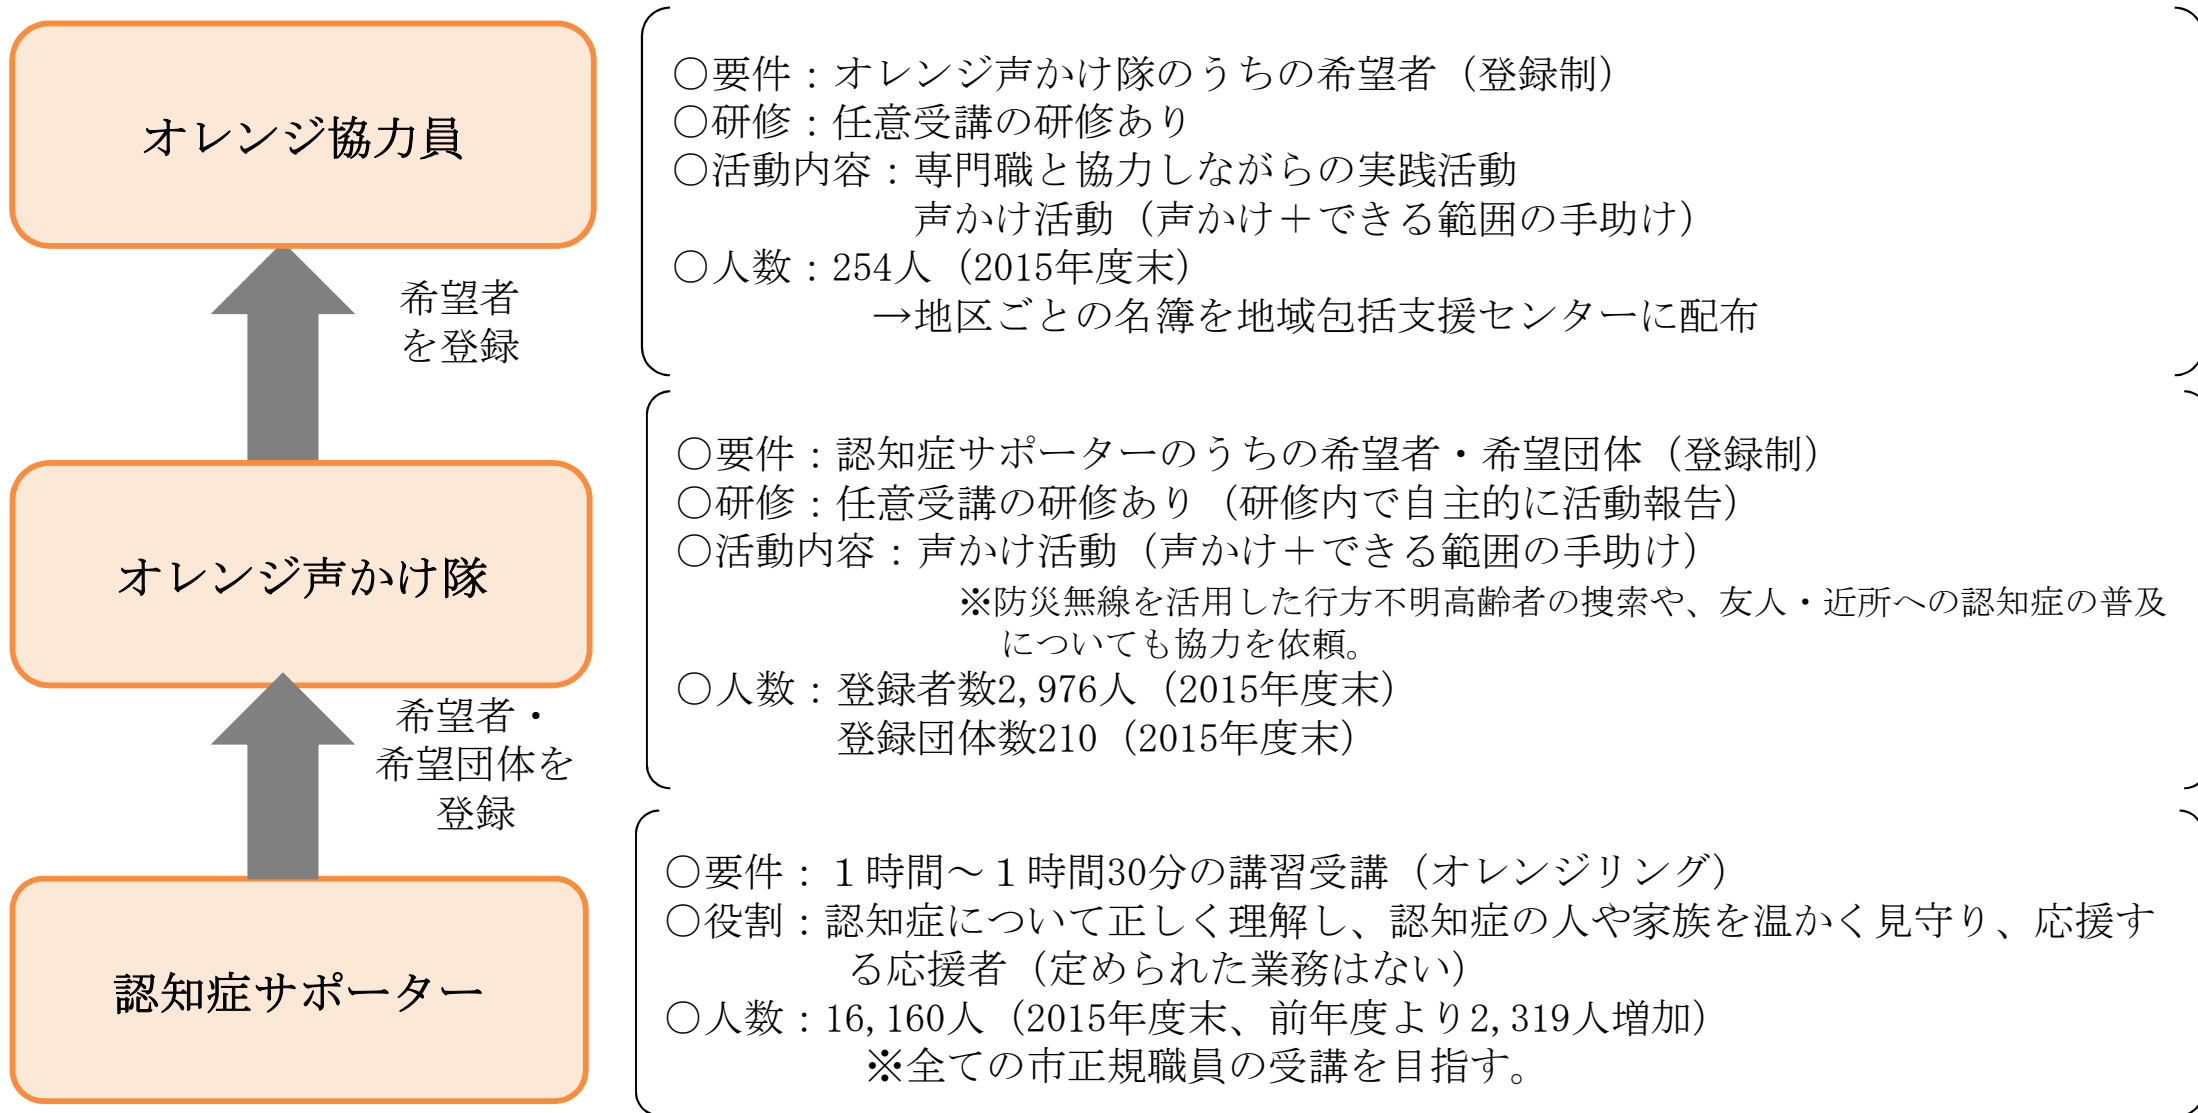 オレンジ協力員
○要件：オレンジ声かけ隊のうちの希望者（登録制）
○研修：任意受講の研修あり
○活動内容：専門職と協力しながらの実践活動
声かけ活動（声かけ＋できる範囲の手助け）
○人数：254人（2015年度末）
→地区ごとの名簿を地域包括支援センターに配布
希望者
を登録
オレンジ声かけ隊
○要件：認知症サポーターのうちの希望者・希望団体（登録制）
○研修：任意受講の研修あり（研修内で自主的に活動報告）
○活動内容：声かけ活動（声かけ＋できる範囲の手助け）
※防災無線を活用した行方不明高齢者の捜索や、友人・近所への認知症の普及
についても協力を依頼。
○人数：登録者数2,976人（2015年度末）
登録団体数210（2015年度末）
希望者・
希望団体を
登録
認知症サポーター
○要件：１時間～１時間30分の講習受講（オレンジリング）
○役割：認知症について正しく理解し、認知症の人や家族を温かく見守り、応援す
る応援者（定められた業務はない）
○人数：16,160人（2015年度末、前年度より2,319人増加）
※全ての市正規職員の受講を目指す。